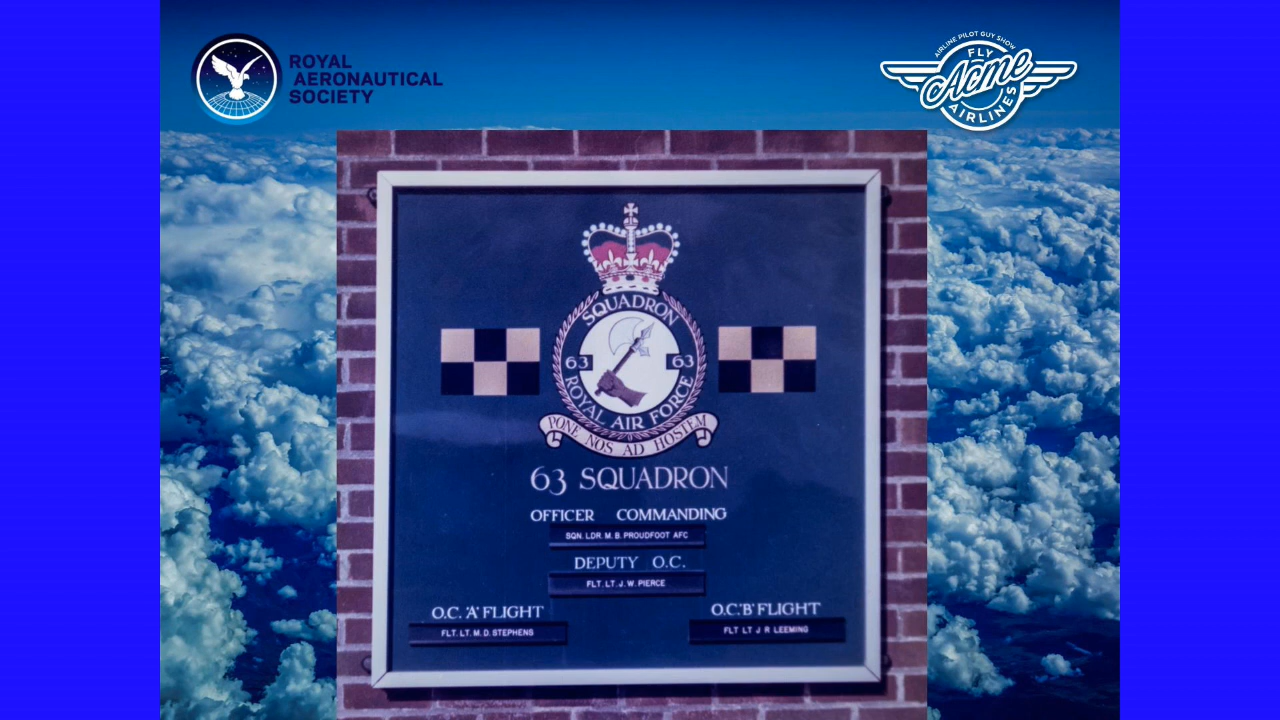 ROYAL
AERONAUTICAL
SOCIETY
AIRLINE PILOT GUY SHOW
FLY
Acme
AIRLINES
SQUADRON
63 63
ROYAL AIR FORCE
PONE NOS AD HOSTEM
63 SQUADRON
OFFICER COMMANDING
SQN. LDR. M. B. PROUDFOOT AFC
DEPUTY O.C.
FLT. LT. J. W. PIERCE
O.C. 'A' FLIGHT
FLT. LT. M. D. STEPHENS
O.C. 'B' FLIGHT
FLT LT J R LEEMING